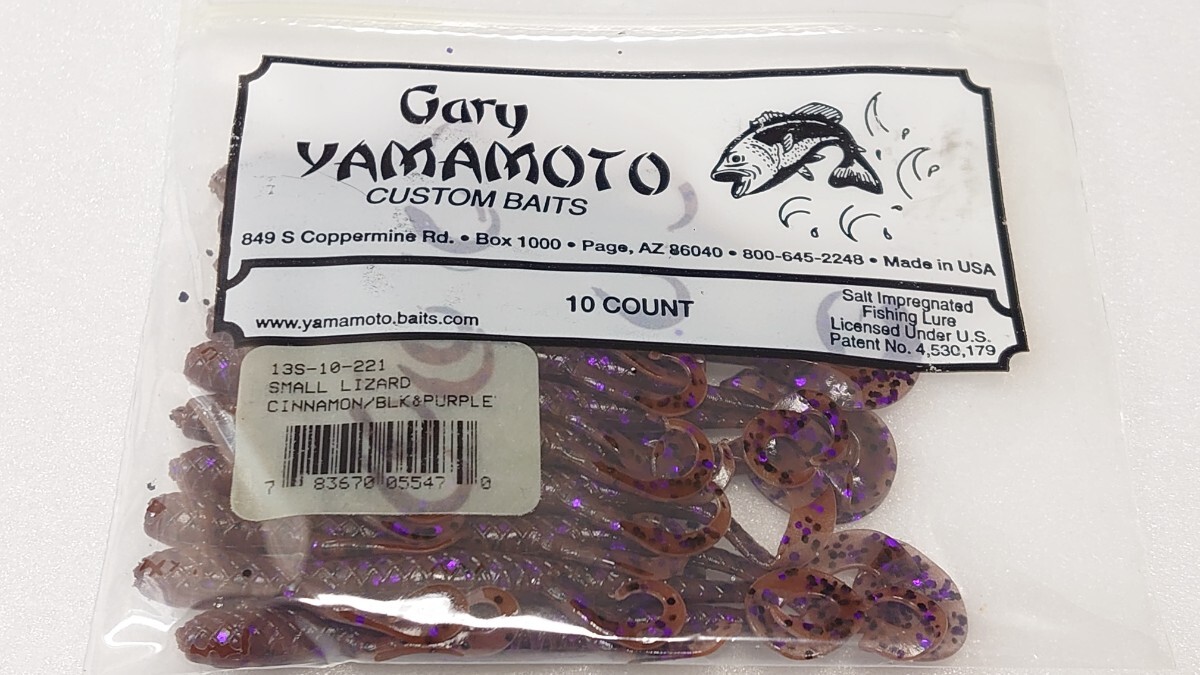 Gary
YAMAMOTO
CUSTOM BAITS
849 S Coppermine Rd. • Box 1000 • Page, AZ 86040 • 800-645-2248 • Made in USA
10 COUNT
www.yamamoto.baits.com
Salt Impregnated
Fishing Lure
Licensed Under U.S.
Patent No. 4,530,179
13S-10-221
SMALL LIZARD
CINNAMON/BLK&PURPLE
7 83670 05547 0